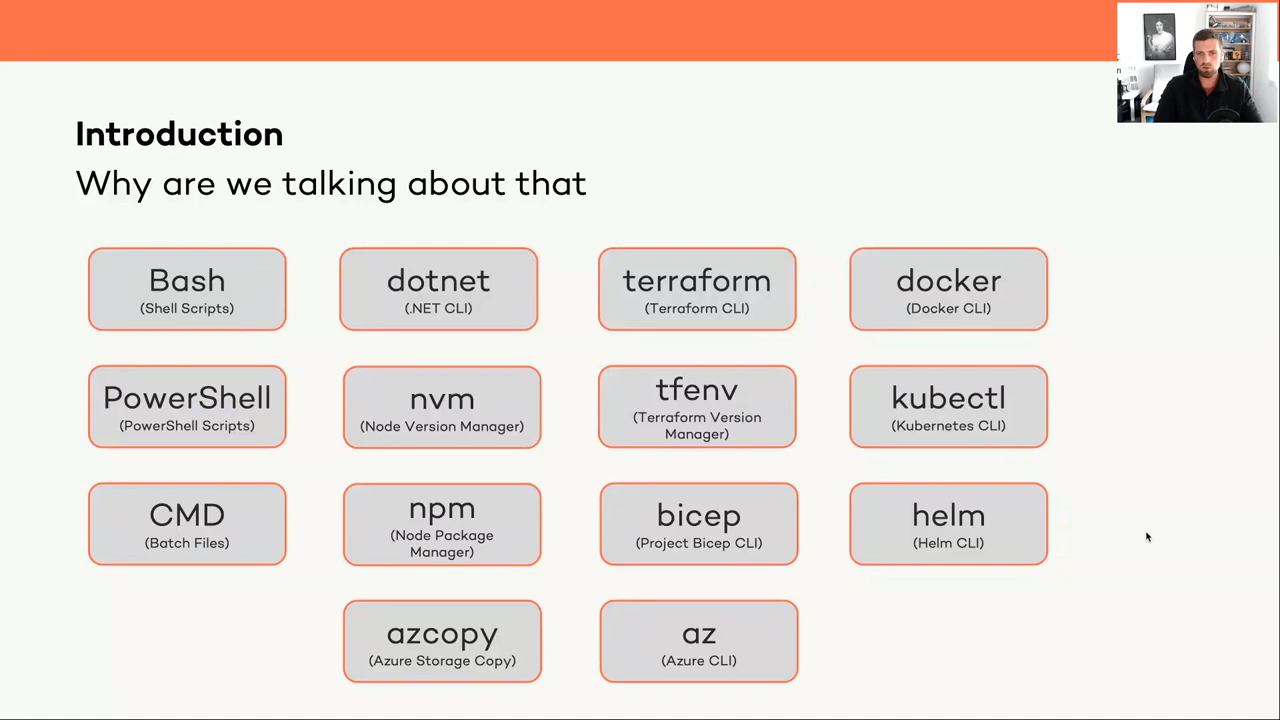 Introduction
Why are we talking about that
Bash
(Shell Scripts)
dotnet
(.NET CLI)
terraform
(Terraform CLI)
docker
(Docker CLI)
PowerShell
(PowerShell Scripts)
nvm
(Node Version Manager)
tfenv
(Terraform Version
Manager)
kubectl
(Kubernetes CLI)
CMD
(Batch Files)
npm
(Node Package
Manager)
bicep
(Project Bicep CLI)
helm
(Helm CLI)
azcopy
(Azure Storage Copy)
az
(Azure CLI)